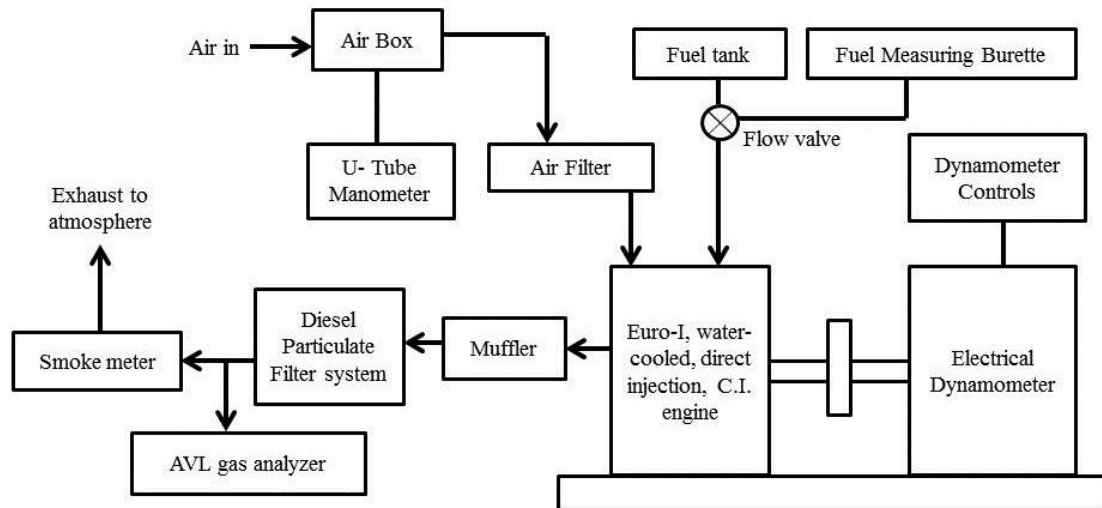 Air in
Air Box
Fuel tank
Fuel Measuring Burette
Flow valve
U- Tube
Manometer
Air Filter
Dynamometer
Controls
Exhaust to
atmosphere
Smoke meter
Diesel
Particulate
Filter system
Muffler
Euro-I, water-
cooled, direct
injection, C.I.
engine
Electrical
Dynamometer
AVL gas analyzer